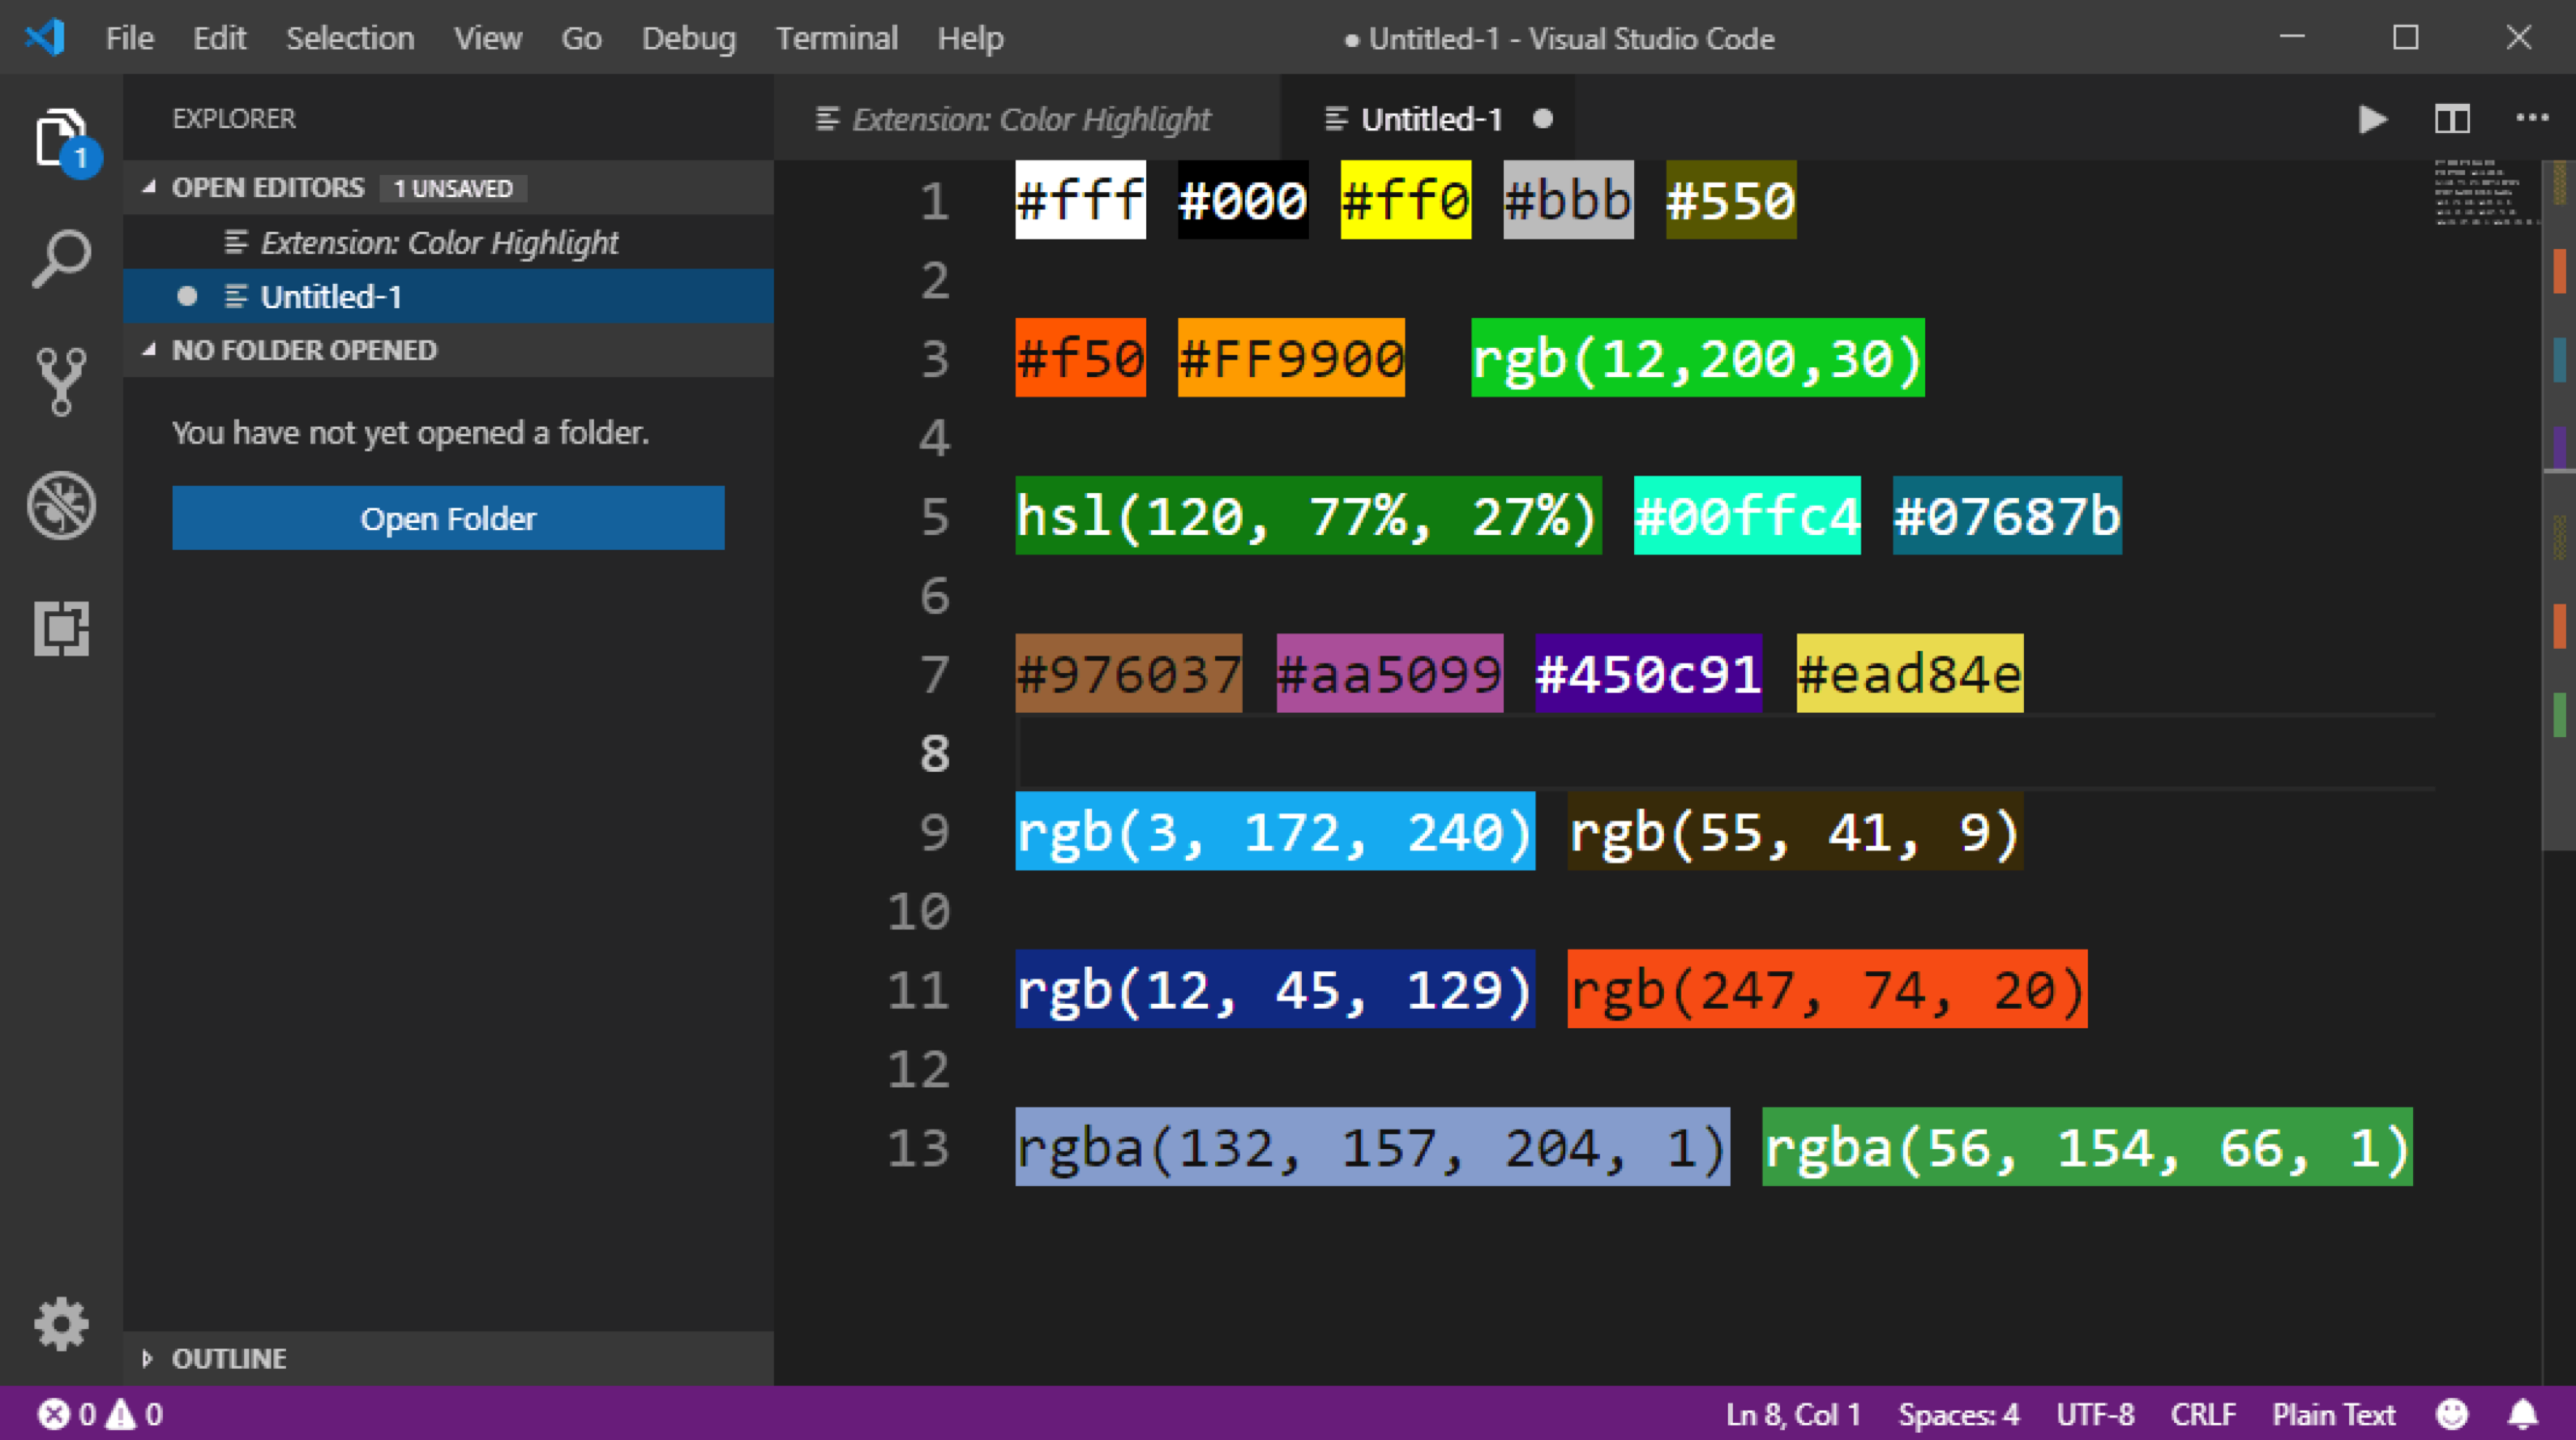 File Edit Selection View Go Debug Terminal Help ● Untitled-1 - Visual Studio Code
EXPLORER
1
OPEN EDITORS 1 UNSAVED
Extension: Color Highlight
Untitled-1
NO FOLDER OPENED
You have not yet opened a folder.
Open Folder
OUTLINE
Extension: Color Highlight Untitled-1
1 #fff #000 #ff0 #bbb #550
2
3 #f50 #FF9900 rgb(12,200,30)
4
5 hsl(120, 77%, 27%) #00ffc4 #07687b
6
7 #976037 #aa5099 #450c91 #ead84e
8
9 rgb(3, 172, 240) rgb(55, 41, 9)
10
11 rgb(12, 45, 129) rgb(247, 74, 20)
12
13 rgba(132, 157, 204, 1) rgba(56, 154, 66, 1)
0 0 Ln 8, Col 1 Spaces: 4 UTF-8 CRLF Plain Text